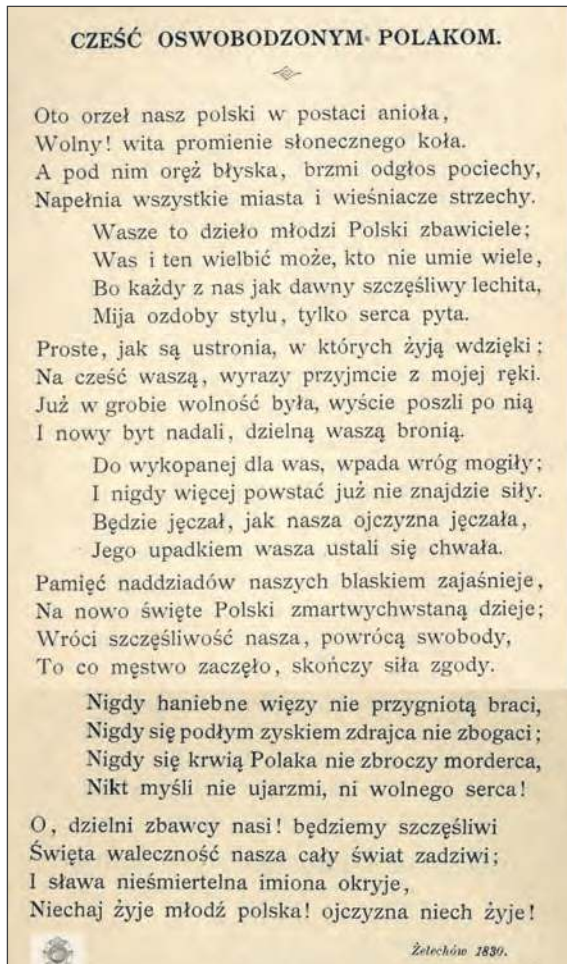 CZEŚĆ OSWOBODZONYM POLAKOM.
Oto orzeł nasz polski w postaci anioła,
Wolny! wita promienie słonecznego koła.
A pod nim oręż błyska, brzmi odgłos pociechy,
Napełnia wszystkie miasta i wieśniacze strzechy.
Wasze to dzieło młodzi Polski zbawiciele;
Was i ten wielbić może, kto nie umie wiele,
Bo każdy z nas jak dawny szczęśliwy lechita,
Mija ozdoby stylu, tylko serca pyta.
Proste, jak są ustronia, w których żyją wdzięki;
Na cześć waszą, wyrazy przyjmcie z mojej ręki.
Już w grobie wolność była, wyście poszli po nią
I nowy byt nadali, dzielną waszą bronią.
Do wykopanej dla was, wpada wróg mogiły;
I nigdy więcej powstać już nie znajdzie siły.
Będzie jęczał, jak nasza ojczyzna jęczała,
Jego upadkiem wasza ustali się chwała.
Pamięć naddziadów naszych blaskiem zajaśnieje,
Na nowo święte Polski zmartwychwstaną dzieje;
Wróci szczęśliwość nasza, powrócą swobody,
To co męstwo zaczęło, skończy siła zgody.
Nigdy haniebne więzy nie przygniotą braci,
Nigdy się podłym zyskiem zdrajca nie zbogaci;
Nigdy się krwią Polaka nie zbroczy morderca,
Nikt myśli nie ujarzmi, ni wolnego serca!
O, dzielni zbawcy nasi! będziemy szczęśliwi
Święta waleczność nasza cały świat zadziwi;
I sława nieśmiertelna imiona okryje,
Niechaj żyje młodź polska! ojczyzna niech żyje!
Żelechów 1830.